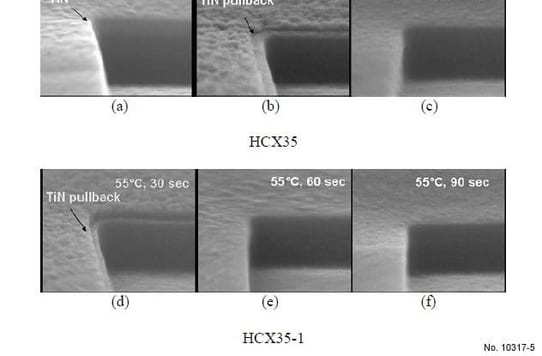 TiN
TiN pullback
(a) (b) (c)
HCX35
55°C, 30 sec 55°C, 60 sec 55°C, 90 sec
TiN pullback
(d) (e) (f)
HCX35-1
No. 10317-5